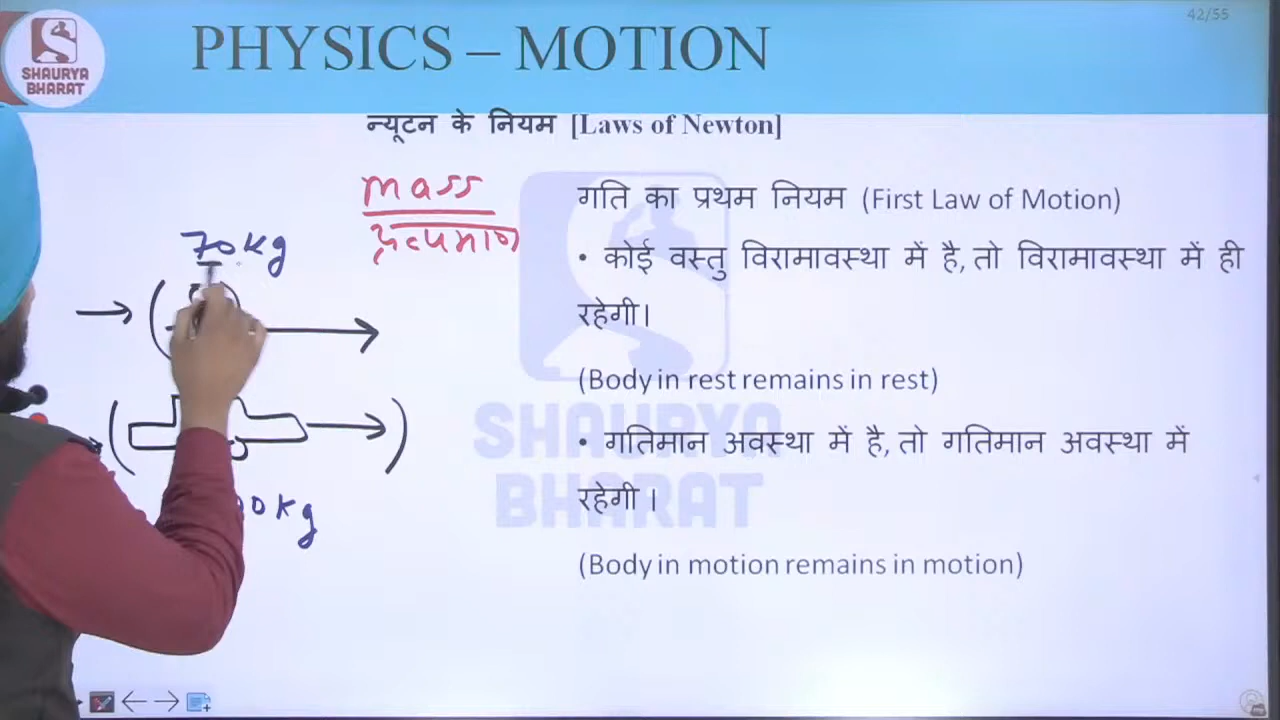 42/55
SHAURYA
BHARAT
PHYSICS – MOTION
न्यूटन के नियम [Laws of Newton]
mass
द्रव्यमान
70kg
गति का प्रथम नियम (First Law of Motion)
• कोई वस्तु विरामावस्था में है, तो विरामावस्था में ही
रहेगी।
(Body in rest remains in rest)
SHAURYA
BHARAT
• गतिमान अवस्था में है, तो गतिमान अवस्था में
रहेगी ।
(Body in motion remains in motion)
kg